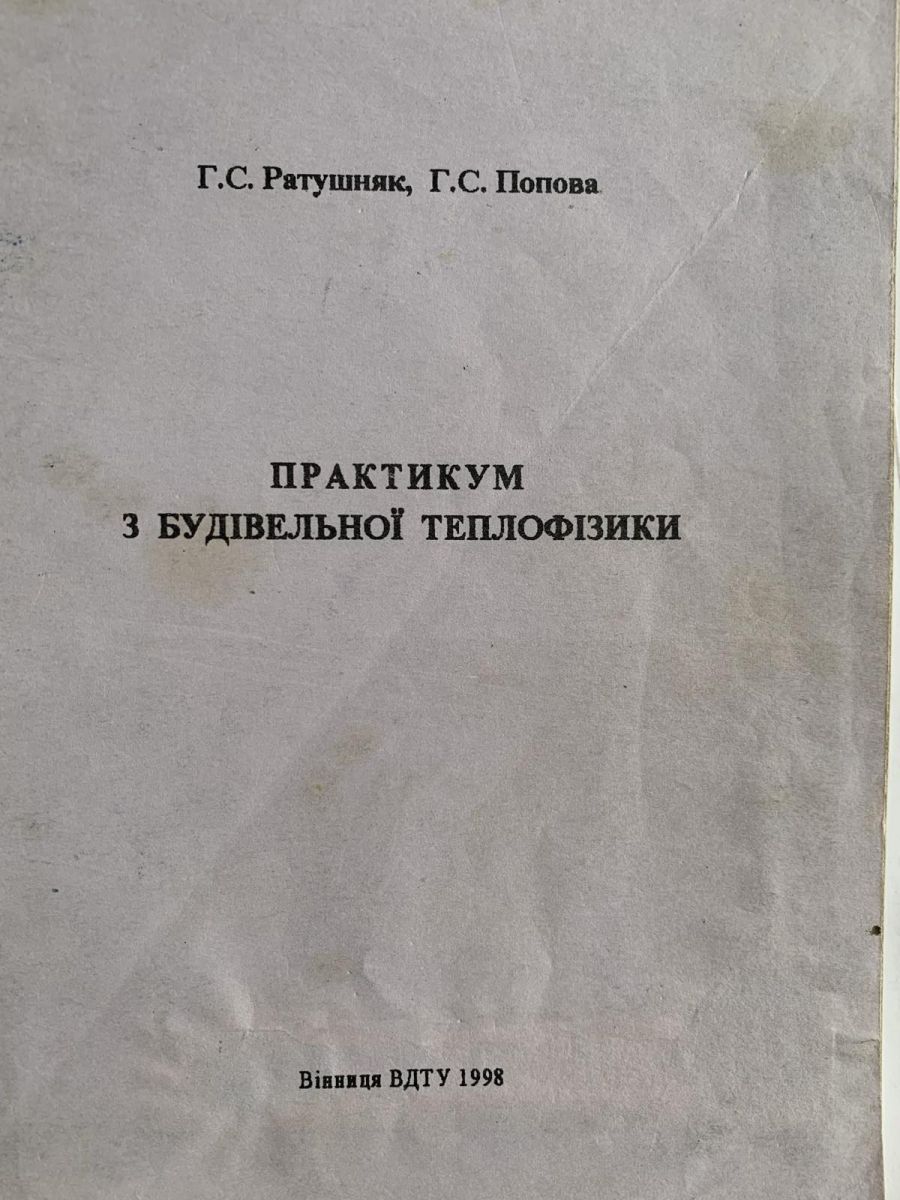 Г.С. Ратушняк, Г.С. Попова
ПРАКТИКУМ
З БУДІВЕЛЬНОЇ ТЕПЛОФІЗИКИ
Вінниця ВДТУ 1998